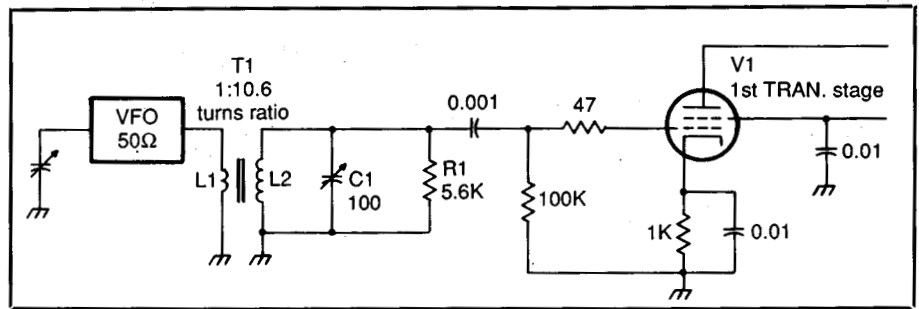 T1
1:10.6
turns ratio
VFO
50Ω
L1
L2
C1
100
R1
5.6K
0.001
100K
47
V1
1st TRAN. stage
0.01
1K
0.01